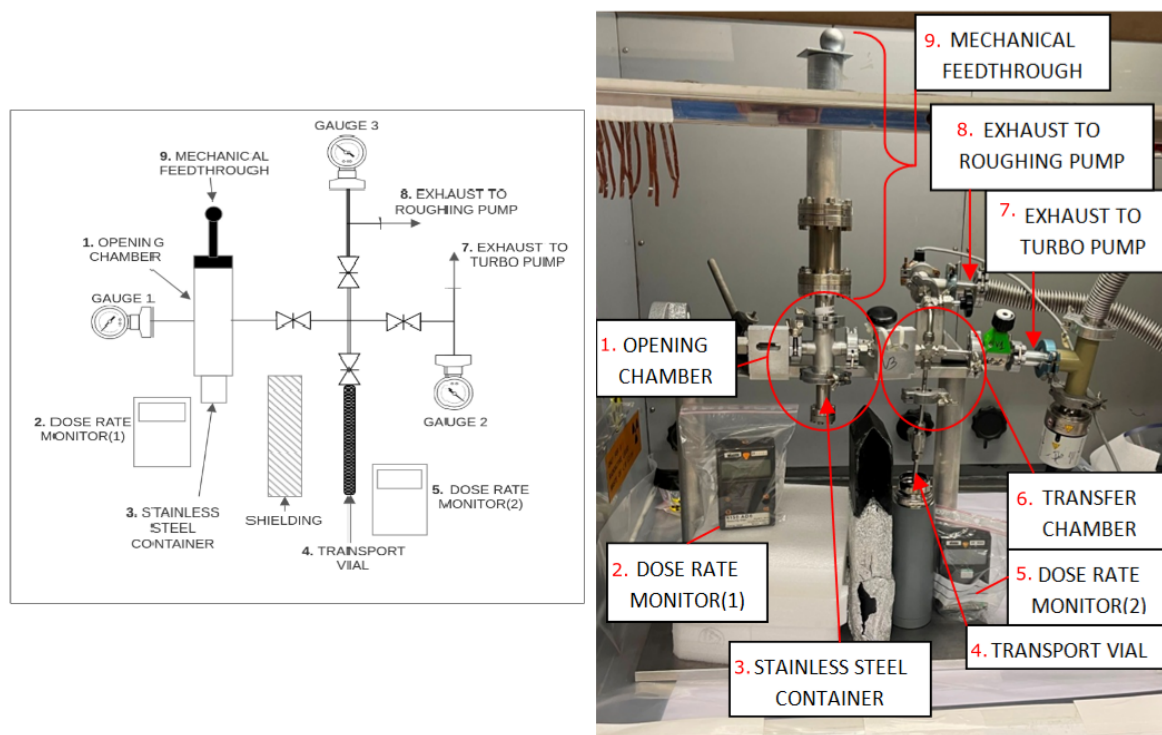 GAUGE 3
9. MECHANICAL
FEEDTHROUGH
8. EXHAUST TO
ROUGHING PUMP
1. OPENING
CHAMBER
7. EXHAUST TO
TURBO PUMP
GAUGE 1
2. DOSE RATE
MONITOR(1)
GAUGE 2
5. DOSE RATE
MONITOR(2)
3. STAINLESS
STEEL
CONTAINER
SHIELDING
4. TRANSPORT
VIAL
9. MECHANICAL
FEEDTHROUGH
8. EXHAUST TO
ROUGHING PUMP
7. EXHAUST TO
TURBO PUMP
1. OPENING
CHAMBER
6. TRANSFER
CHAMBER
2. DOSE RATE
MONITOR(1)
5. DOSE RATE
MONITOR(2)
4. TRANSPORT VIAL
3. STAINLESS STEEL
CONTAINER